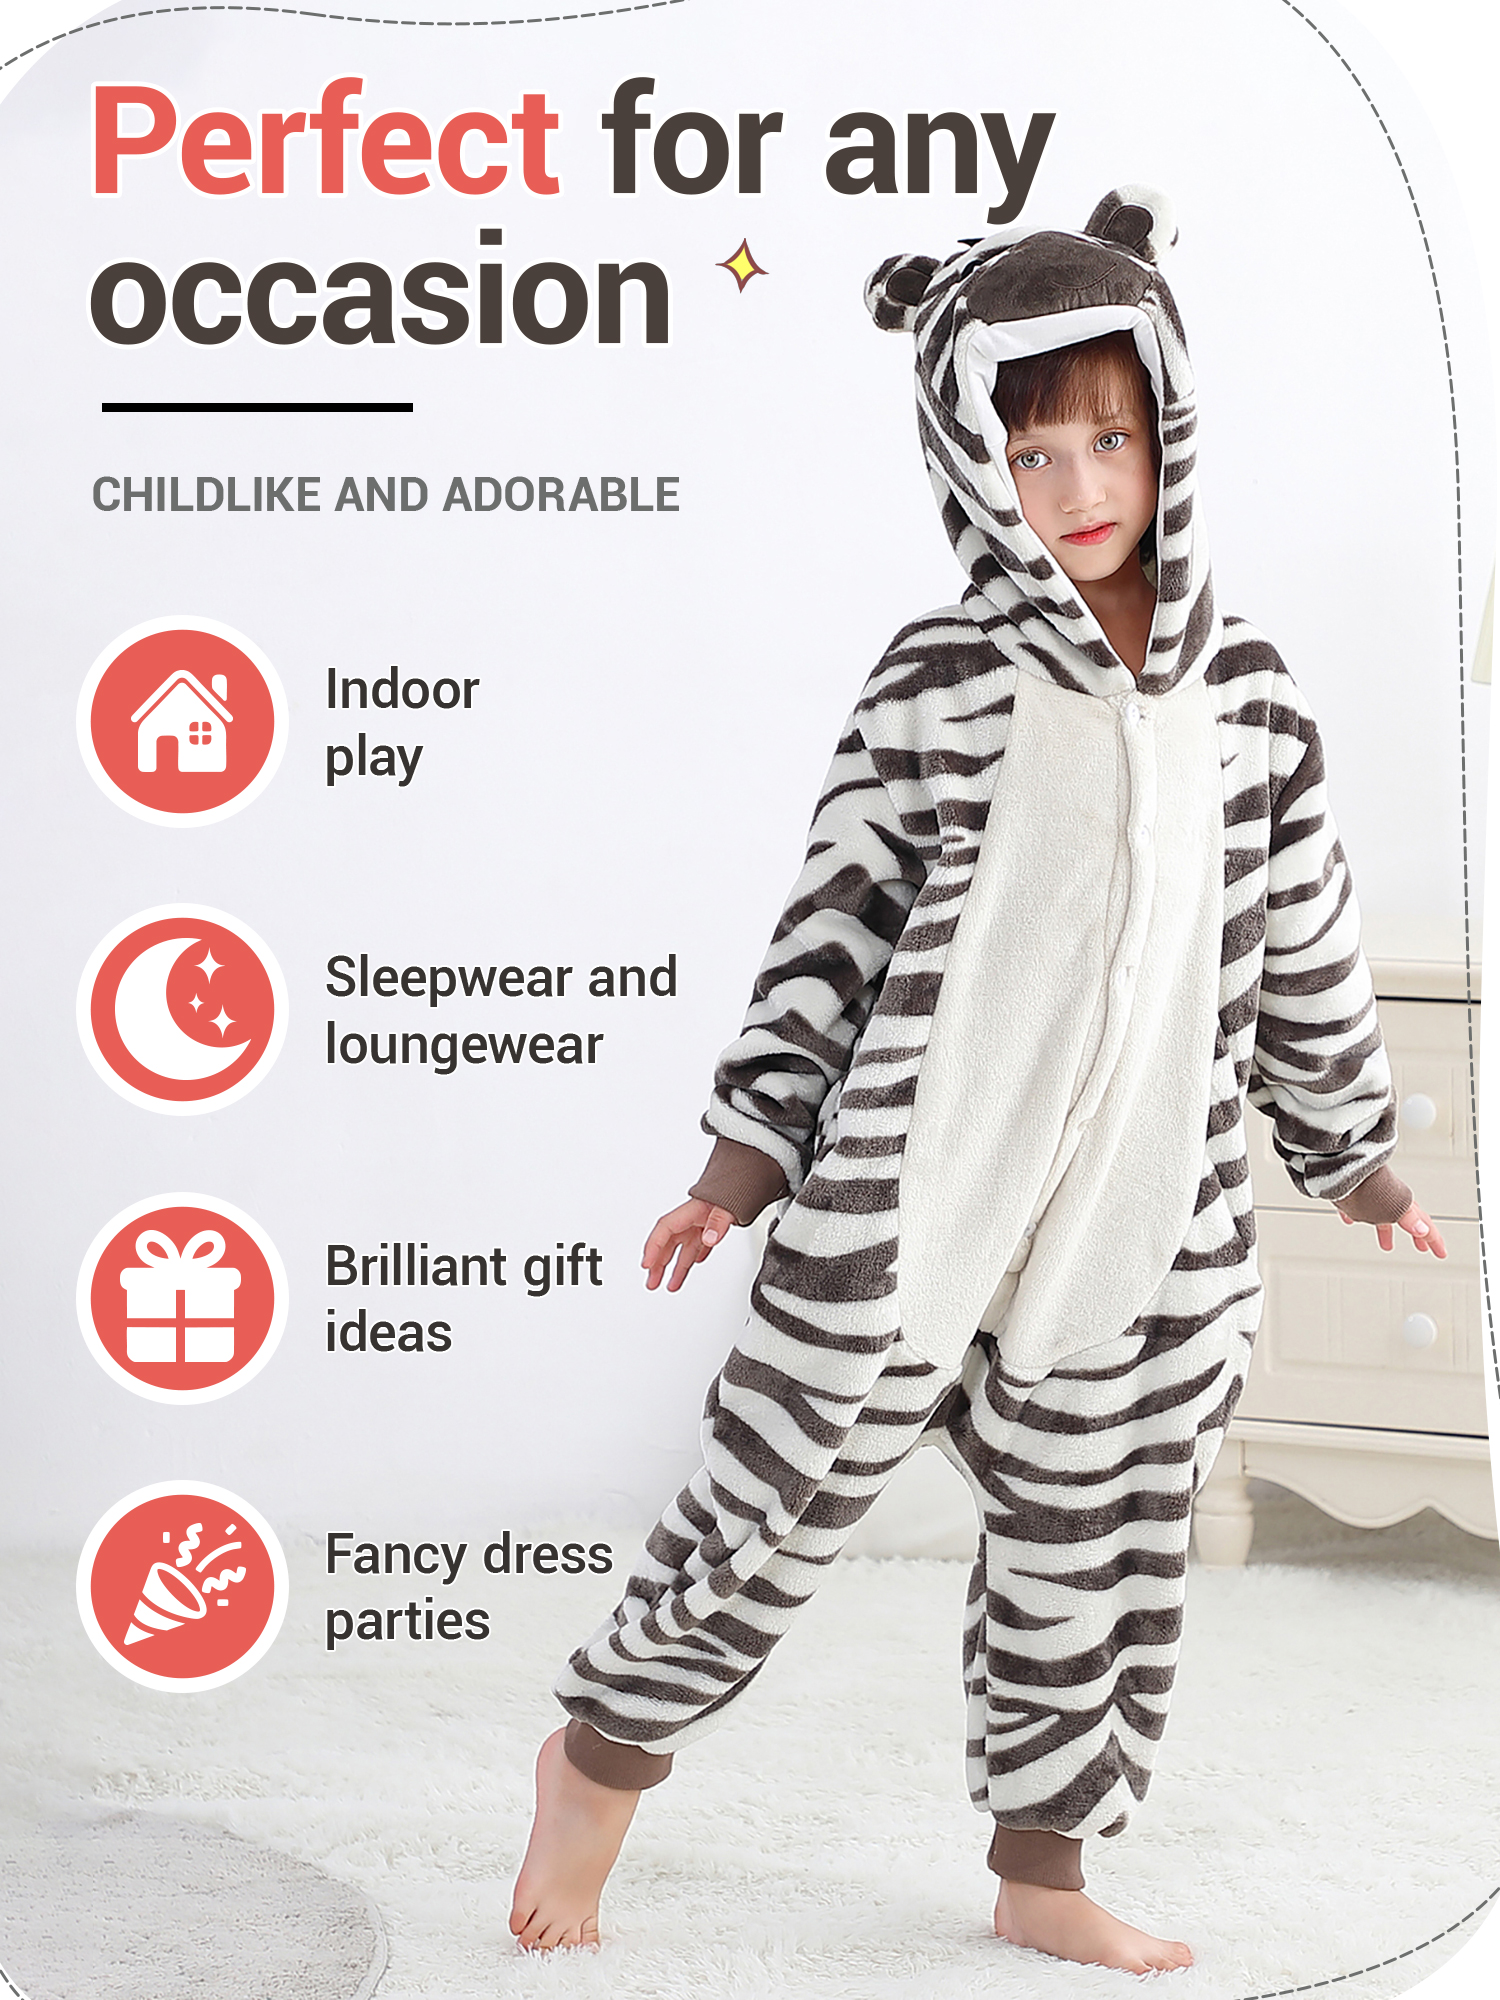 Perfect for any
occasion
CHILDLIKE AND ADORABLE
Indoor
play
Sleepwear and
loungewear
Brilliant gift
ideas
Fancy dress
parties